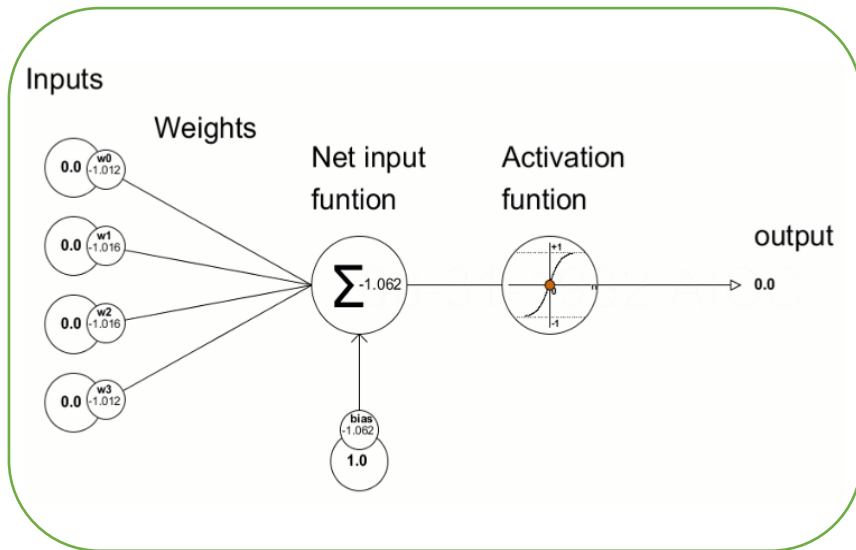 Inputs
Weights
Net input
funtion
Activation
funtion
output
0.0
w0
-1.012
0.0
w1
-1.016
0.0
w2
-1.016
0.0
w3
-1.012
Σ
-1.062
+1
0
-1
0.0
bias
-1.062
1.0